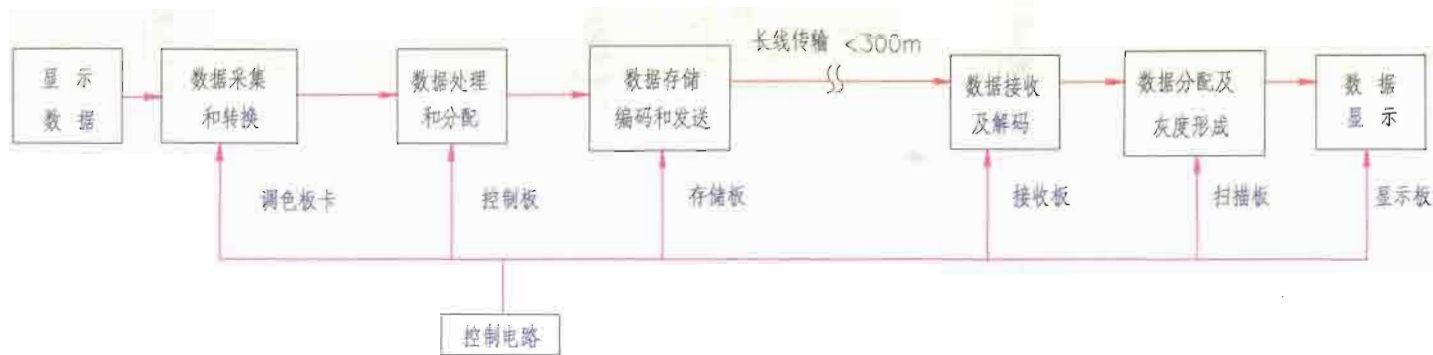 长线传输 <300m
显 示
数 据
数据采集
和转换
数据处理
和分配
数据存储
编码和发送
数据接收
及解码
数据分配及
灰度形成
数 据
显 示
调色板卡
控制板
存储板
接收板
扫描板
显示板
控制电路